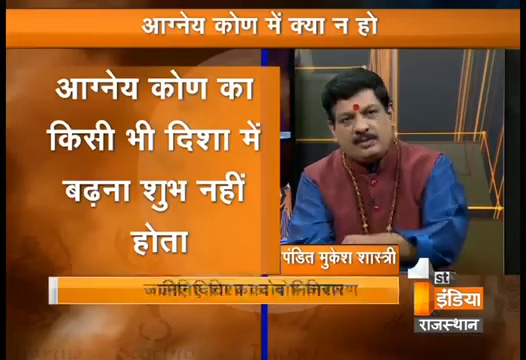 आग्नेय कोण में क्या न हो
आग्नेय कोण का
किसी भी दिशा में
बढ़ना शुभ नहीं
होता
पंडित मुकेश शास्त्री
1st
इंडिया
राजस्थान